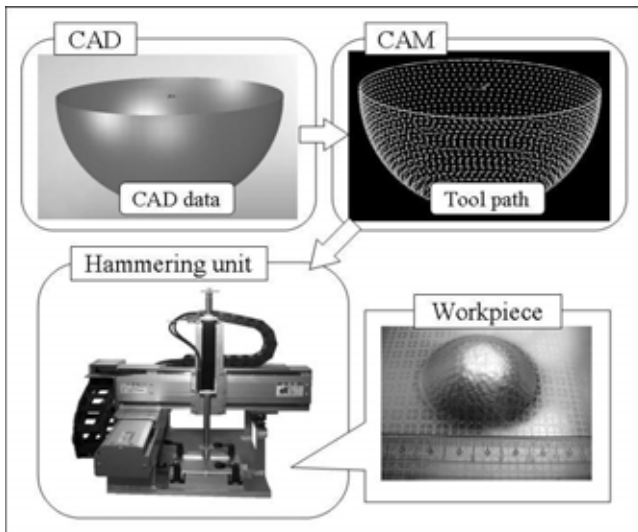 CAD
CAM
CAD data
Tool path
Hammering unit
Workpiece